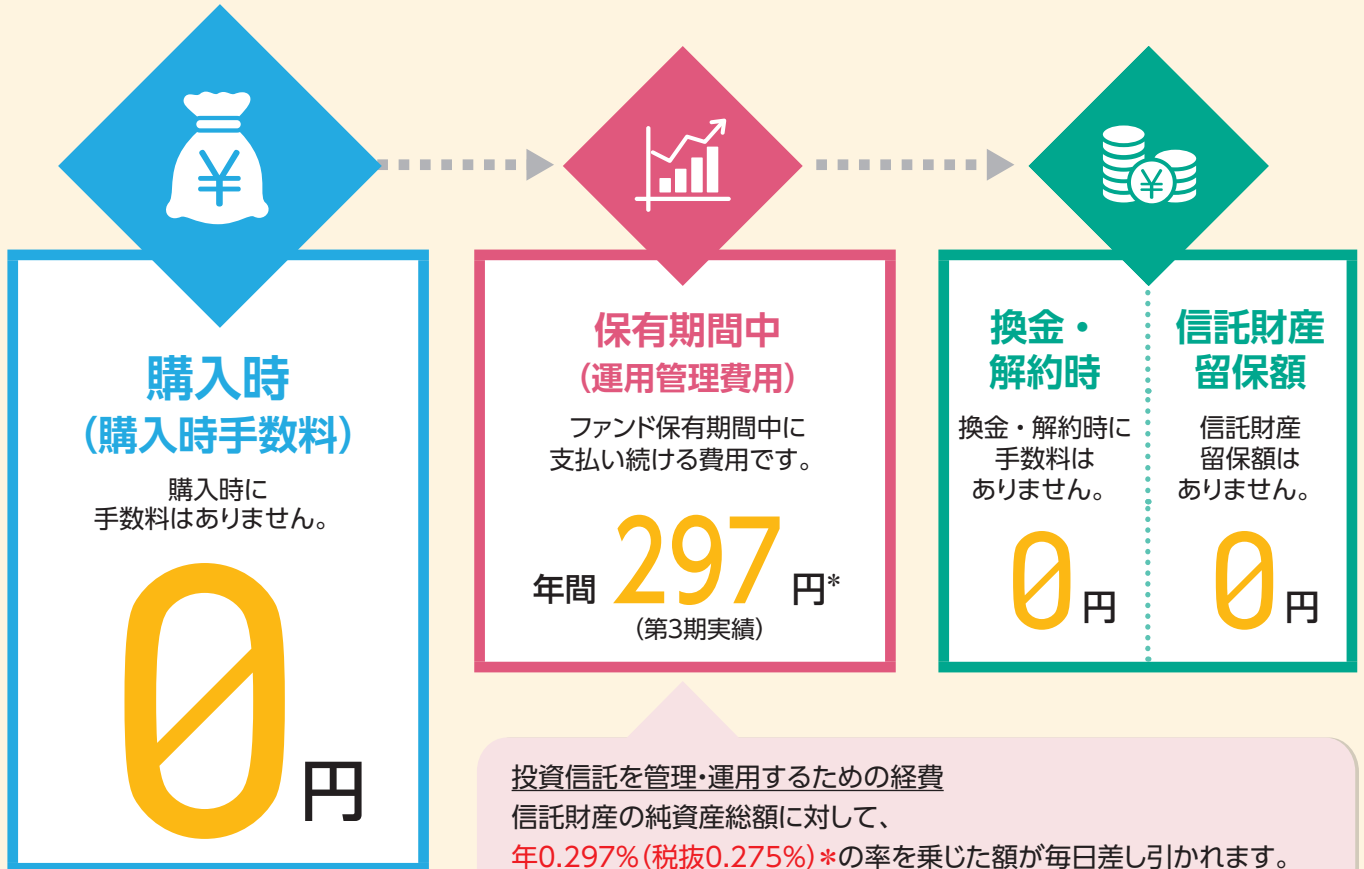 ¥
購入時
(購入時手数料)
購入時に
手数料はありません。
0円
保有期間中
(運用管理費用)
ファンド保有期間中に
支払い続ける費用です。
年間 297 円*
(第3期実績)
¥
換金・
解約時
換金・解約時に
手数料は
ありません。
0円
信託財産
留保額
信託財産
留保額は
ありません。
0円
投資信託を管理・運用するための経費
信託財産の純資産総額に対して、
年0.297%(税抜0.275%)*の率を乗じた額が毎日差し引かれます。